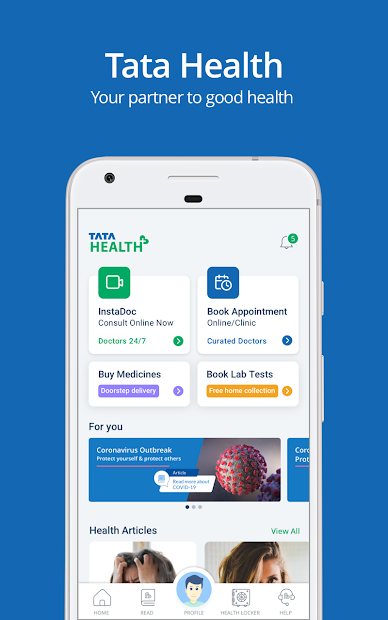 Tata Health
Your partner to good health
TATA
HEALTH
5
InstaDoc
Consult Online Now
Doctors 24/7
Book Appointment
Online/Clinic
Curated Doctors
Buy Medicines
Doorstep delivery
Book Lab Tests
Free home collection
For you
Coronavirus Outbreak
Protect yourself & protect others
Article
Read more about
COVID-19
Coro
Protec
Health Articles
View All
HOME
READ
PROFILE
HEALTH LOCKER
HELP